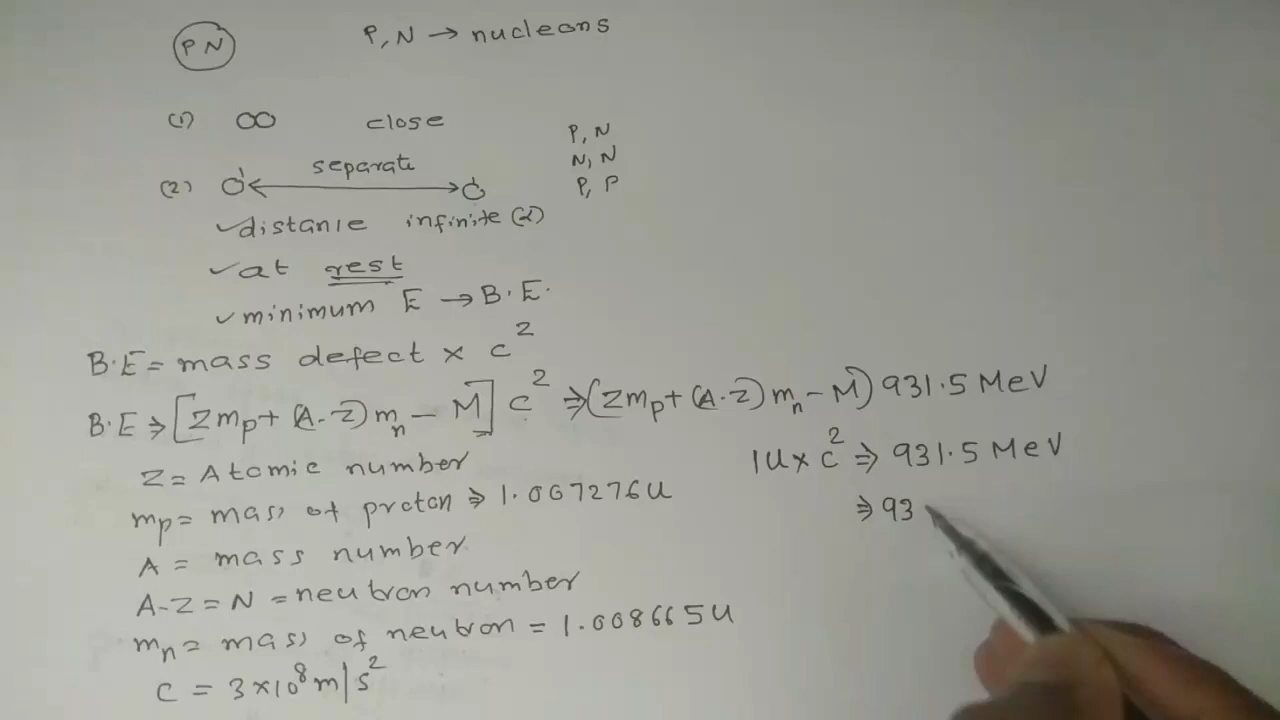 PN P, N → nucleons
(1) close
P, N
separate
N, N
(2) P, P
✓distanle infinite (α)
✓at rest
✓minimum E → B.E.
B.E = mass defect × c²
B.E ⇒ [Zmp + (A-Z)mn - M] c² ⇒ (Zmp + (A-Z)mn - M) 931.5 MeV
Z = Atomic number
1U × c² ⇒ 931.5 MeV
mp = mass of proton ⇒ 1.007276U
⇒ 93
A = mass number
A-Z = N = neutron number
mn = mass of neutron = 1.008665U
c = 3×10⁸ m/s²